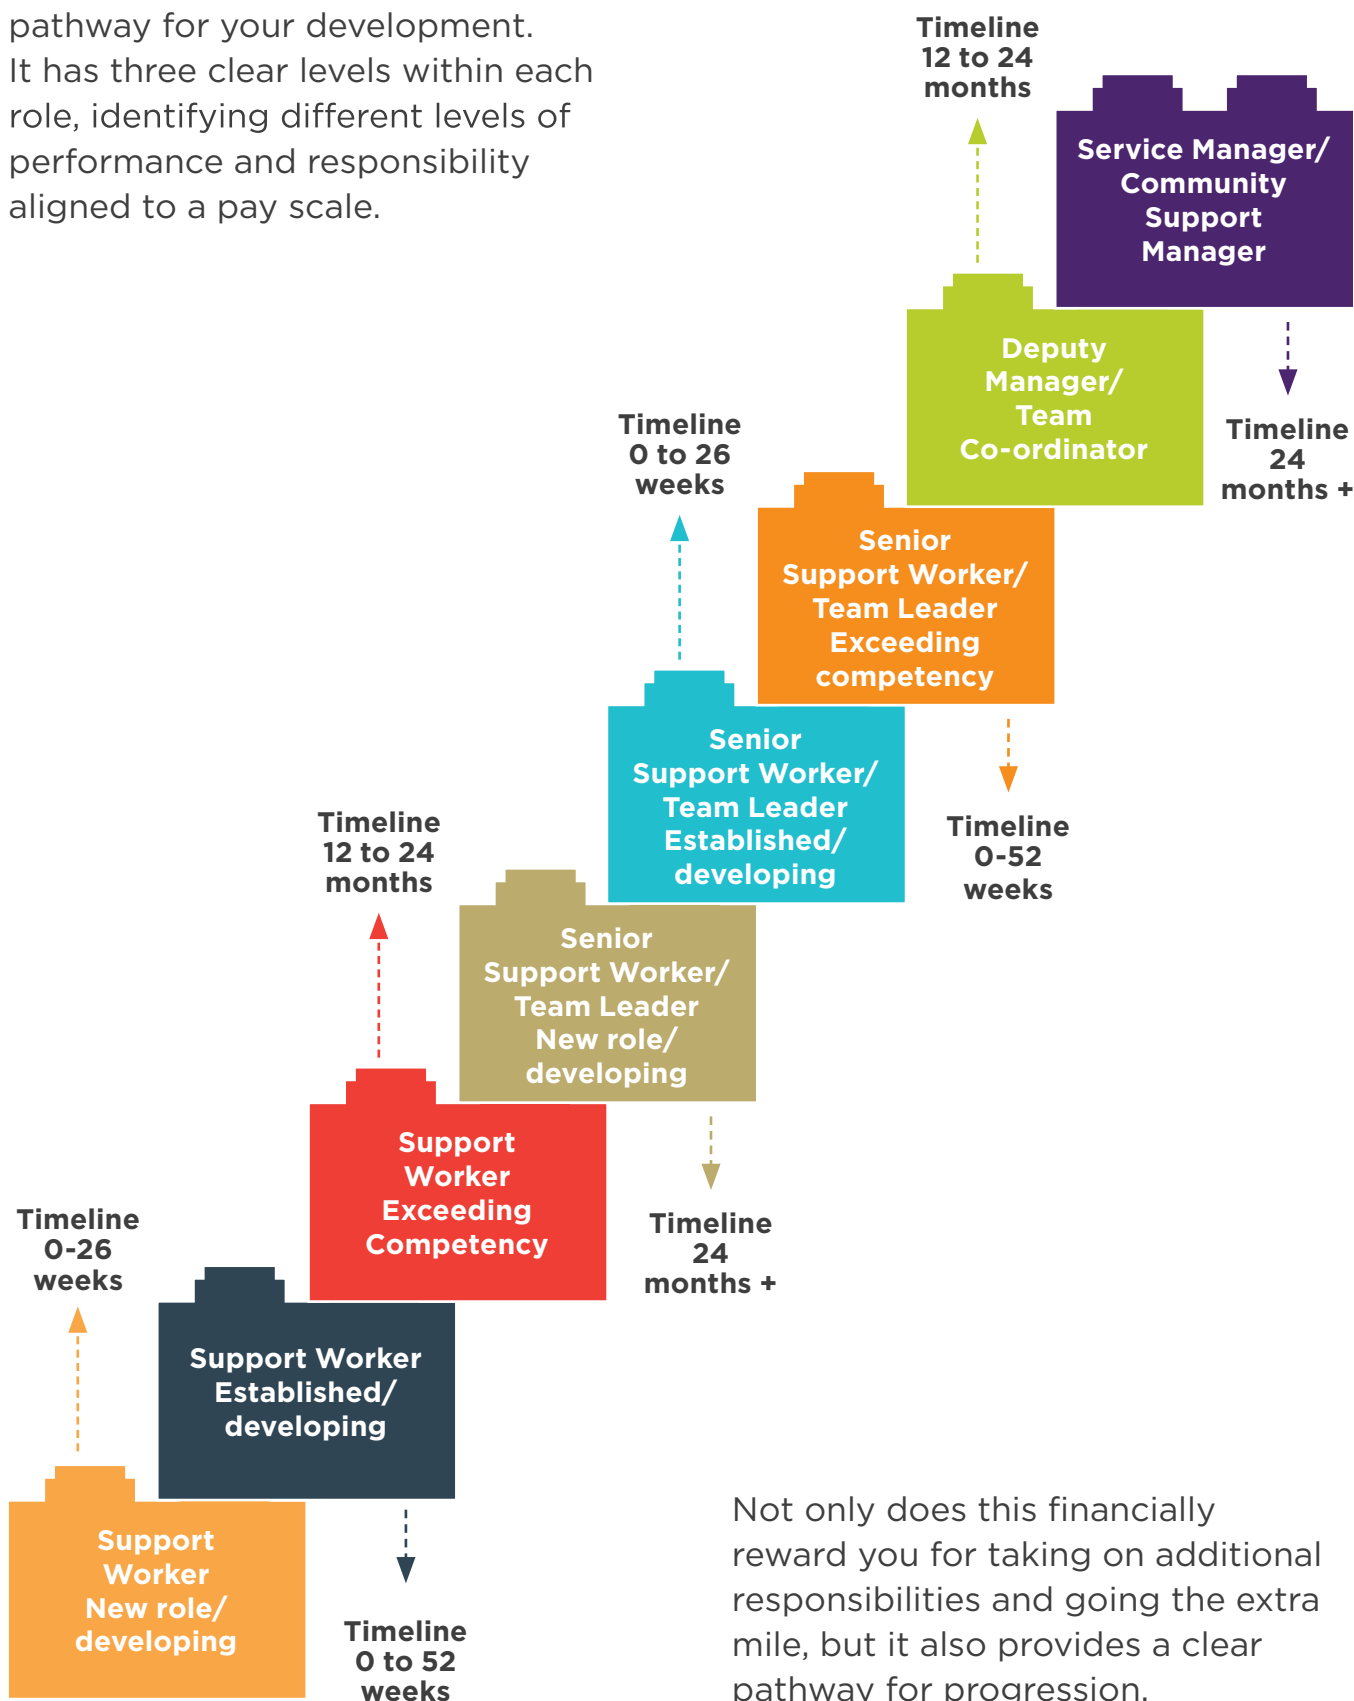 pathway for your development.
It has three clear levels within each
role, identifying different levels of
performance and responsibility
aligned to a pay scale.
Timeline
12 to 24
months
Service Manager/
Community
Support
Manager
Deputy
Manager/
Team
Co-ordinator
Timeline
24
months +
Timeline
0 to 26
weeks
Senior
Support Worker/
Team Leader
Exceeding
competency
Senior
Support Worker/
Team Leader
Established/
developing
Timeline
0-52
weeks
Timeline
12 to 24
months
Senior
Support Worker/
Team Leader
New role/
developing
Support
Worker
Exceeding
Competency
Timeline
24
months +
Timeline
0-26
weeks
Support Worker
Established/
developing
Support
Worker
New role/
developing
Timeline
0 to 52
weeks
Not only does this financially
reward you for taking on additional
responsibilities and going the extra
mile, but it also provides a clear
pathway for progression.